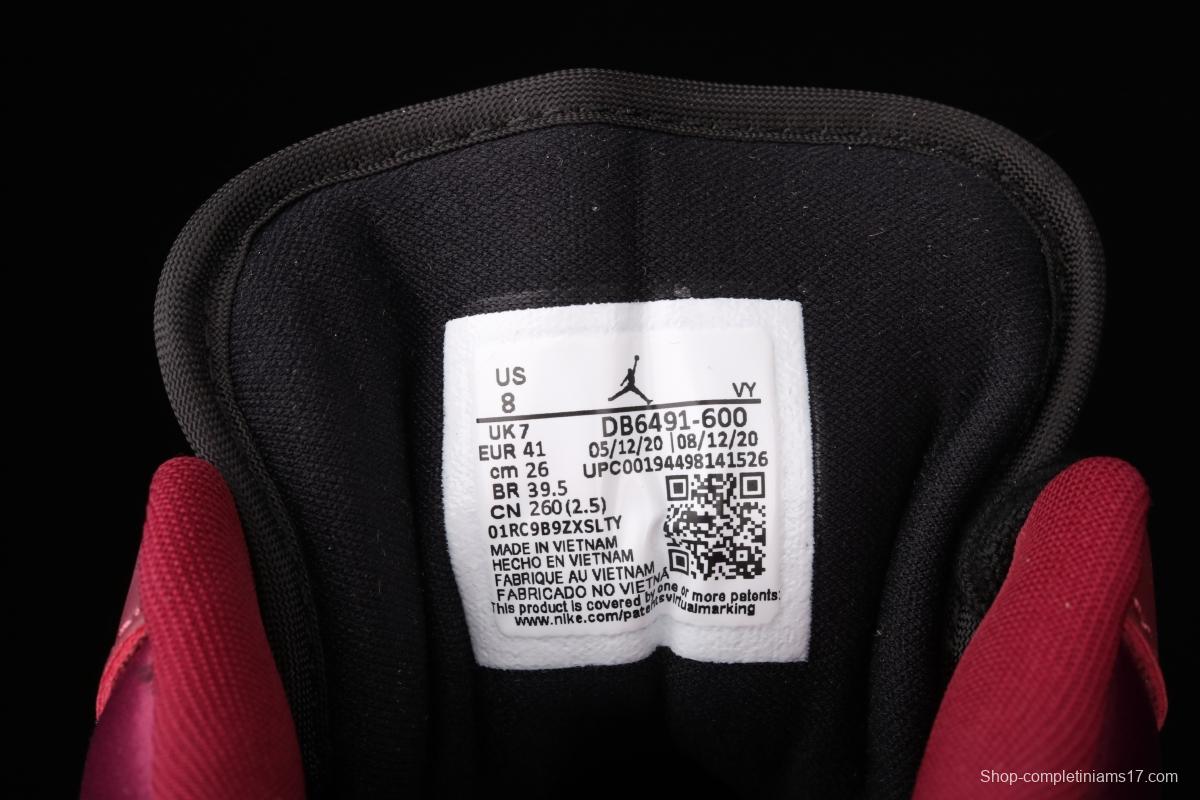 US
8
VY
UK 7
DB6491-600
EUR 41
05/12/20 | 08/12/20
cm 26
UPC00194498141526
BR 39.5
CN 260 (2.5)
01RC9B9ZXSLTY
MADE IN VIETNAM
HECHO EN VIETNAM
FABRIQUE AU VIETNAM
FABRICADO NO VIETNA
This product is covered by one or more patents:
www.nike.com/patentsvirtualmarking
Shop-completiniams17.com